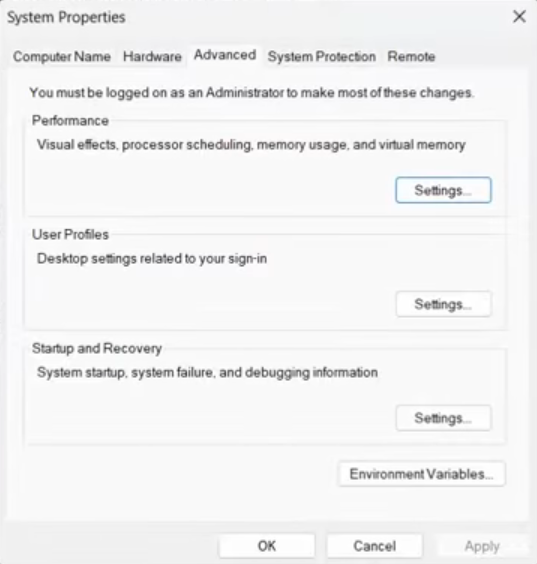 System Properties
Computer Name Hardware Advanced System Protection Remote
You must be logged on as an Administrator to make most of these changes.
Performance
Visual effects, processor scheduling, memory usage, and virtual memory
Settings...
User Profiles
Desktop settings related to your sign-in
Settings...
Startup and Recovery
System startup, system failure, and debugging information
Settings...
Environment Variables...
OK Cancel Apply